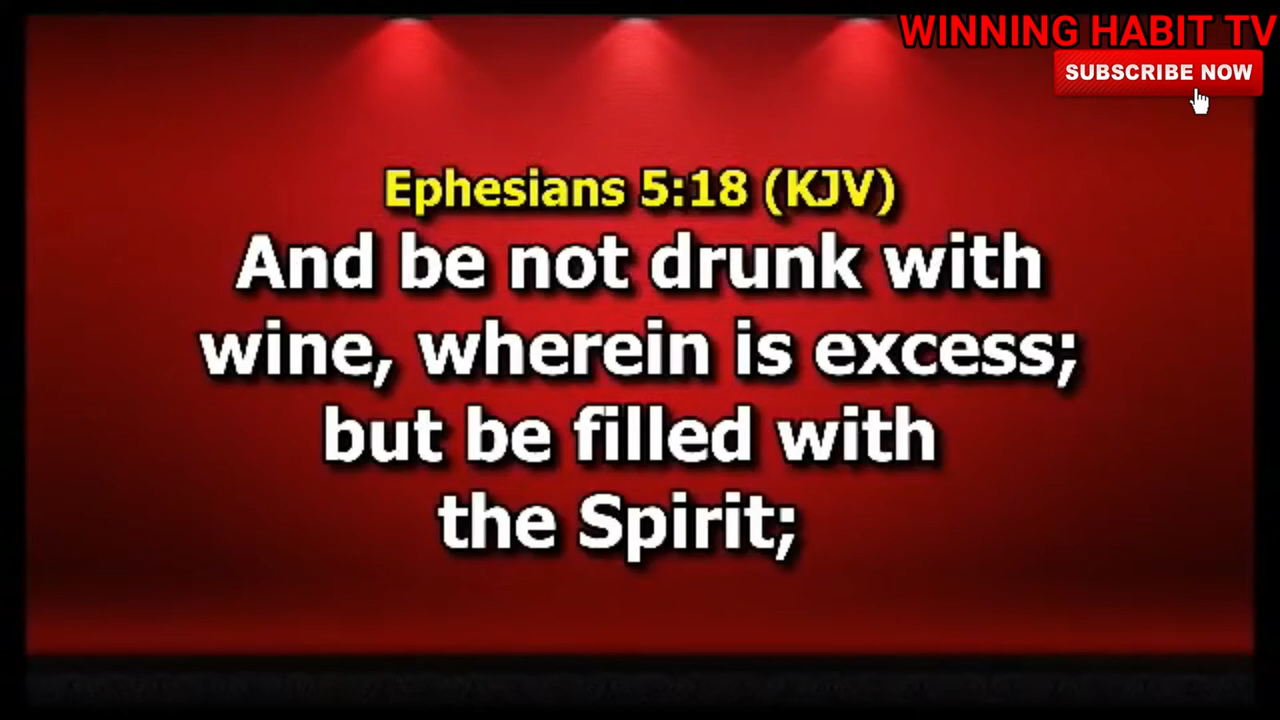 WINNING HABIT TV
SUBSCRIBE NOW
Ephesians 5:18 (KJV)
And be not drunk with
wine, wherein is excess;
but be filled with
the Spirit;